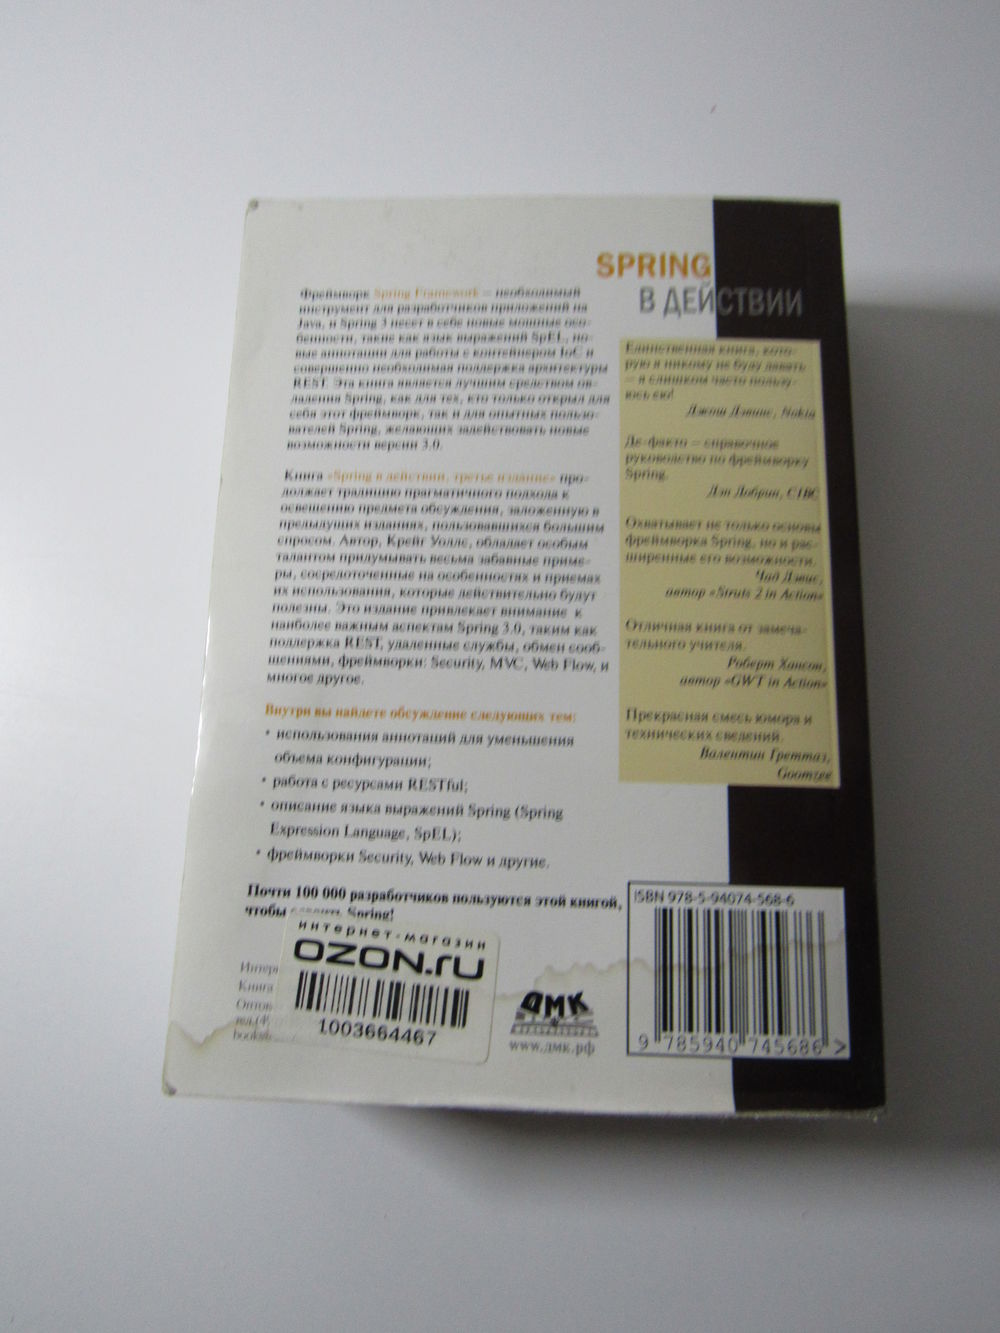 SPRING
В ДЕЙСТВИИ
Фреймворк Spring Framework – необходимый
инструмент для разработчиков приложений на
Java, и Spring 3 несет в себе новые мощные осо-
бенности, такие как язык выражений SpEL, но-
вые аннотации для работы с контейнером IoC и
совершенно необходимая поддержка архитектуры
REST. Эта книга является лучшим средством ов-
ладения Spring, как для тех, кто только открыл для
себя этот фреймворк, так и для опытных пользо-
вателей Spring, желающих задействовать новые
возможности версии 3.0.
Книга «Spring в действии, третье издание» про-
должает традицию прагматичного подхода к
освещению предмета обсуждения, заложенную в
предыдущих изданиях, пользовавшихся большим
спросом. Автор, Крейг Уоллс, обладает особым
талантом придумывать весьма забавные приме-
ры, сосредоточенные на особенностях и приемах
их использования, которые действительно будут
полезны. Это издание привлекает внимание к
наиболее важным аспектам Spring 3.0, таким как
поддержка REST, удаленные службы, обмен сооб-
щениями, фреймворки: Security, MVC, Web Flow, и
многое другое.
Внутри вы найдете обсуждение следующих тем:
• использования аннотаций для уменьшения
объема конфигурации;
• работа с ресурсами RESTful;
• описание языка выражений Spring (Spring
Expression Language, SpEL);
• фреймворки Security, Web Flow и другие.
Почти 100 000 разработчиков пользуются этой книгой,
чтобы Spring!
Единственная книга, кото-
рую я никому не буду давать
– я слишком часто пользу-
юсь ею!
Джош Дэвинс, Nokia
Де-факто – справочное
руководство по фреймворку
Spring.
Дэн Добрин, CIBC
Охватывает не только основы
фреймворка Spring, но и рас-
ширенные его возможности.
Чад Дэвис,
автор «Struts 2 in Action»
Отличная книга от замеча-
тельного учителя.
Роберт Хансон,
автор «GWT in Action»
Прекрасная смесь юмора и
технических сведений.
Валентин Греттаз,
Goomzee
интернет-магазин
OZON.ru
1003664467
Книга
ДМК
www.дмк.рф
ISBN 978-5-94074-568-6
9 785940 745686 >